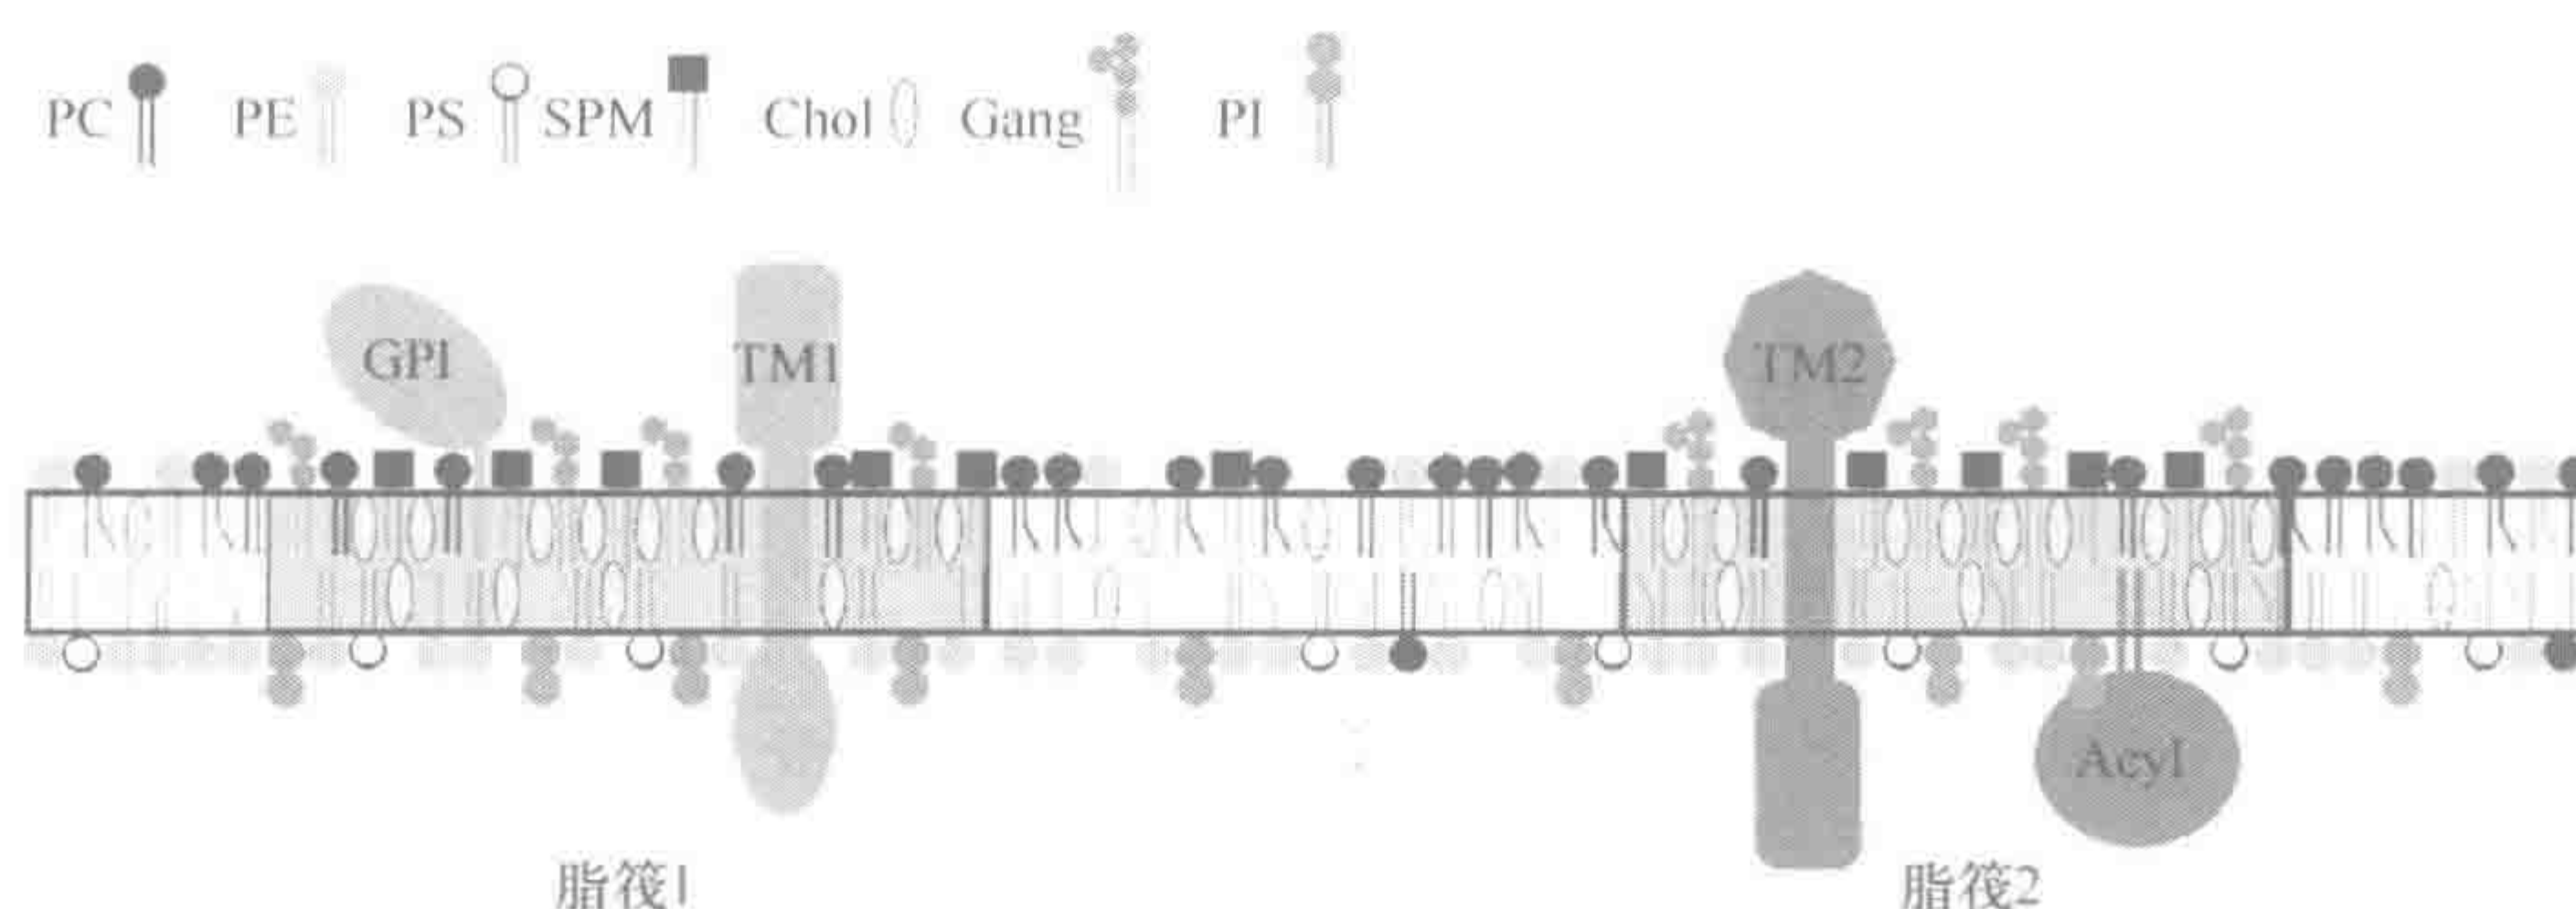 PC PE PS SPM Chol Gang PI
GPI TM1 TM2
Acyl
脂筏1 脂筏2